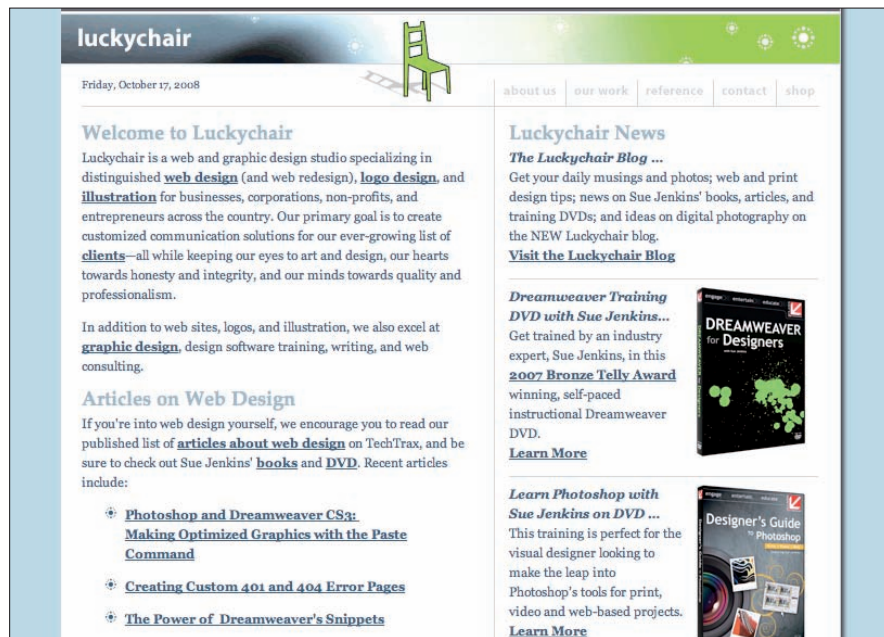 luckychair
Friday, October 17, 2008
about us
our work
reference
contact
shop
Welcome to Luckychair
Luckychair is a web and graphic design studio specializing in
distinguished web design (and web redesign), logo design, and
illustration for businesses, corporations, non-profits, and
entrepreneurs across the country. Our primary goal is to create
customized communication solutions for our ever-growing list of
clients—all while keeping our eyes to art and design, our hearts
towards honesty and integrity, and our minds towards quality and
professionalism.
In addition to web sites, logos, and illustration, we also excel at
graphic design, design software training, writing, and web
consulting.
Articles on Web Design
If you're into web design yourself, we encourage you to read our
published list of articles about web design on TechTrax, and be
sure to check out Sue Jenkins' books and DVD. Recent articles
include:
Photoshop and Dreamweaver CS3:
Making Optimized Graphics with the Paste
Command
Creating Custom 401 and 404 Error Pages
The Power of Dreamweaver's Snippets
Luckychair News
The Luckychair Blog ...
Get your daily musings and photos; web and print
design tips; news on Sue Jenkins' books, articles, and
training DVDs; and ideas on digital photography on
the NEW Luckychair blog.
Visit the Luckychair Blog
Dreamweaver Training
DVD with Sue Jenkins...
Get trained by an industry
expert, Sue Jenkins, in this
2007 Bronze Telly Award
winning, self-paced
instructional Dreamweaver
DVD.
Learn More
engage entertain educate
DREAMWEAVER
for Designers
Learn Photoshop with
Sue Jenkins on DVD ...
This training is perfect for the
visual designer looking to
make the leap into
Photoshop's tools for print,
video and web-based projects.
Learn More
engage entertain educate
Designer's Guide
to Photoshop